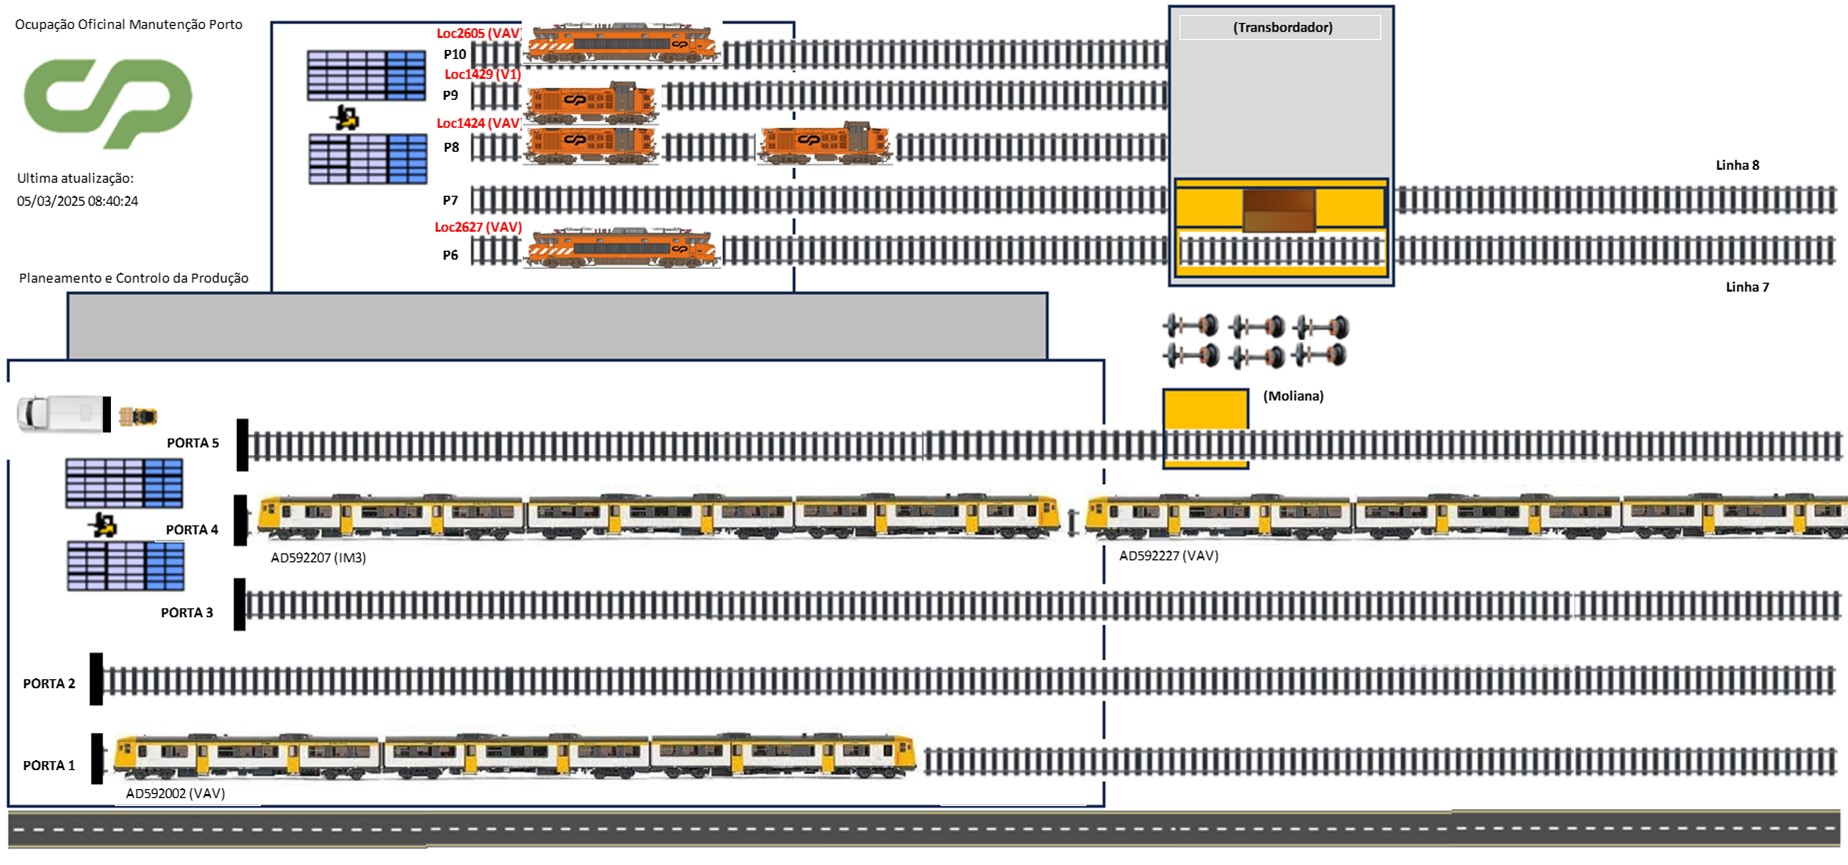 Ocupação Oficinal Manutenção Porto
Loc2605 (VAV)
P10
(Transbordador)
Loc1429 (V1)
P9
Loc1424 (VAV)
P8
Linha 8
Ultima atualização:
05/03/2025 08:40:24
P7
Loc2627 (VAV)
P6
Planeamento e Controlo da Produção
Linha 7
(Moliana)
PORTA 5
PORTA 4
AD592207 (IM3)
AD592227 (VAV)
PORTA 3
PORTA 2
PORTA 1
AD592002 (VAV)